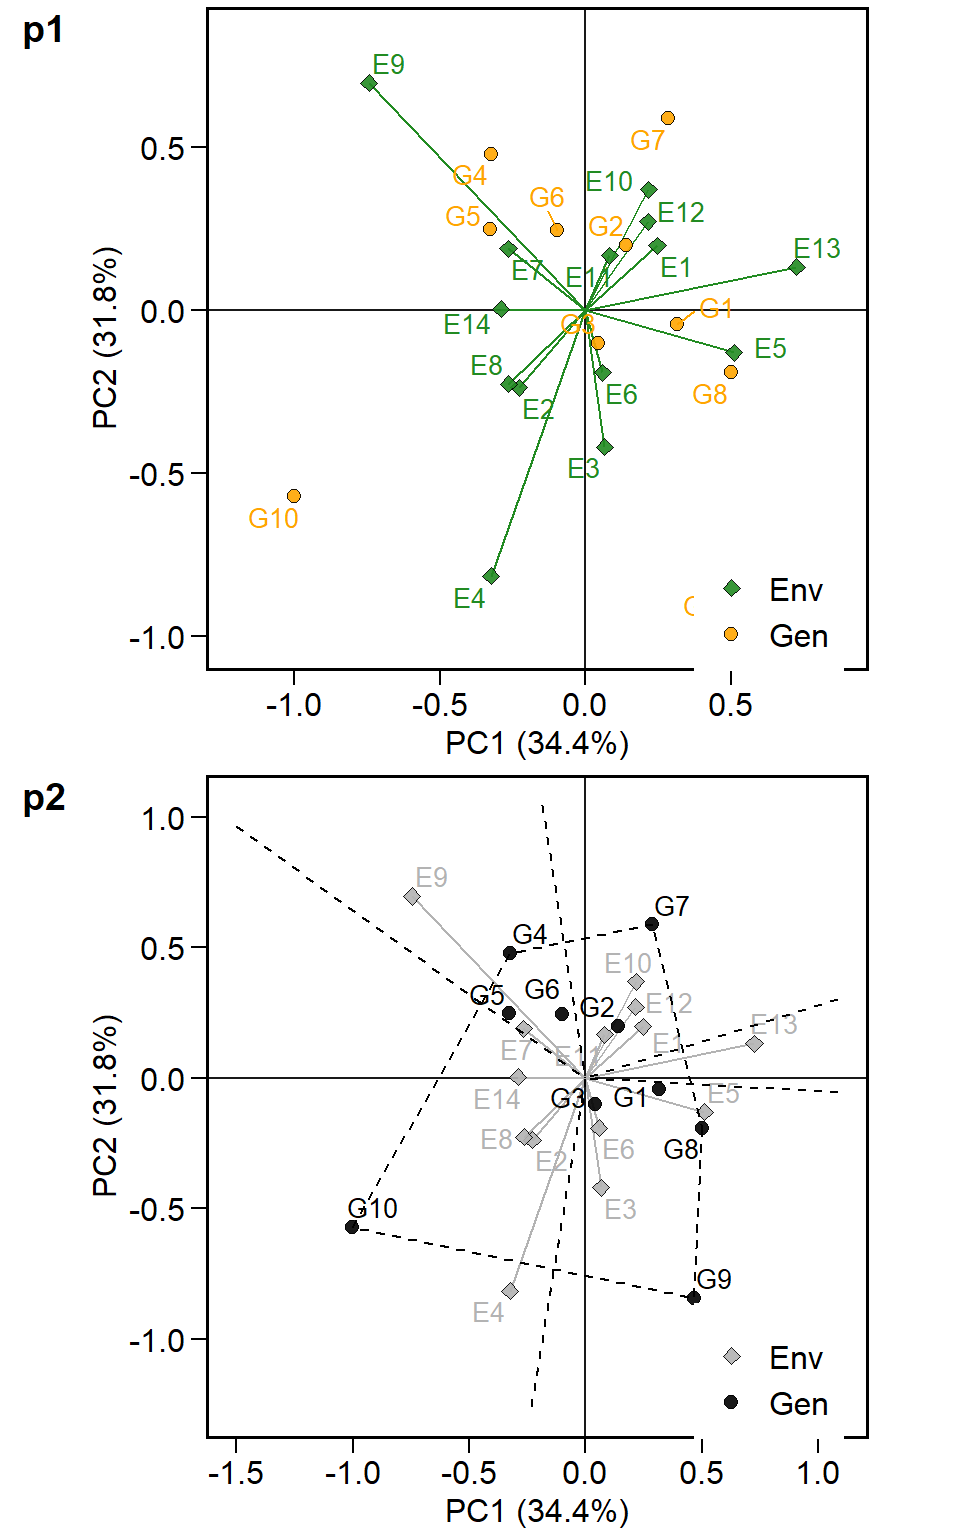 p1
E9
0.5
G7
G4
E10
G6
E12
G5
G2
E13
E7
E1
0.0
G1
E14
G3
E5
E8
E6
G8
E2
E3
-0.5
G10
E4
Env
Gen
-1.0
-1.0 -0.5 0.0 0.5
PC1 (34.4%)
PC2 (31.8%)
p2
1.0
E9
G7
G4
0.5
E10
G5 G6
G2 E12
E13
E7 E11 E1
0.0
E14 G3 G1 E5
E8 E2 E6 G8
-0.5
G10 E3
G9
E4
-1.0
Env
Gen
-1.5 -1.0 -0.5 0.0 0.5 1.0
PC1 (34.4%)
PC2 (31.8%)